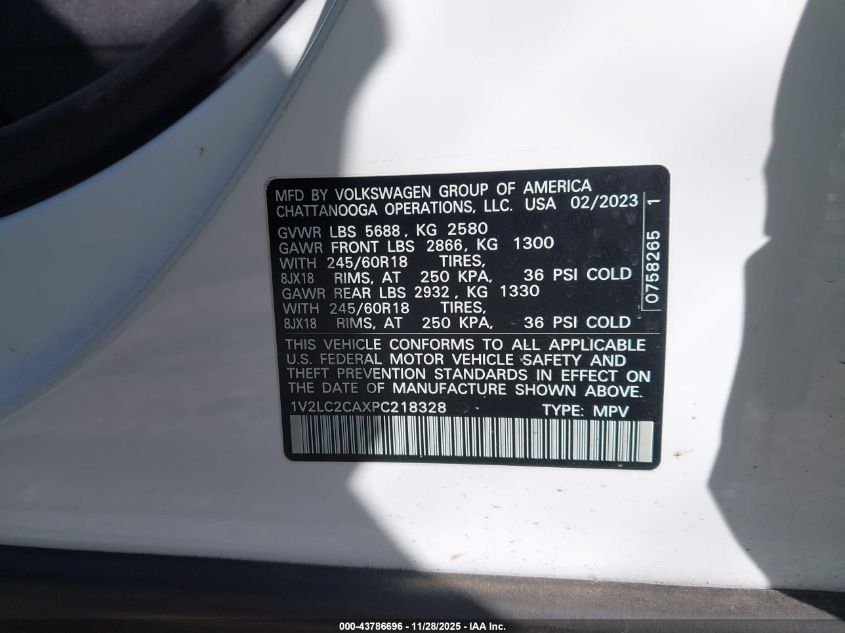 MFD BY VOLKSWAGEN GROUP OF AMERICA
CHATTANOOGA OPERATIONS, LLC. USA 02/2023
GVWR LBS 5688, KG 2580
GAWR FRONT LBS 2866, KG 1300
WITH 245/60R18 TIRES,
8JX18 RIMS, AT 250 KPA, 36 PSI COLD
GAWR REAR LBS 2932, KG 1330
WITH 245/60R18 TIRES,
8JX18 RIMS, AT 250 KPA, 36 PSI COLD
THIS VEHICLE CONFORMS TO ALL APPLICABLE
U.S. FEDERAL MOTOR VEHICLE SAFETY AND
THEFT PREVENTION STANDARDS IN EFFECT ON
THE DATE OF MANUFACTURE SHOWN ABOVE.
1V2LC2CAXPC218328 TYPE: MPV
0758265 1
000-43786696 - 11/28/2025 - IAA Inc.